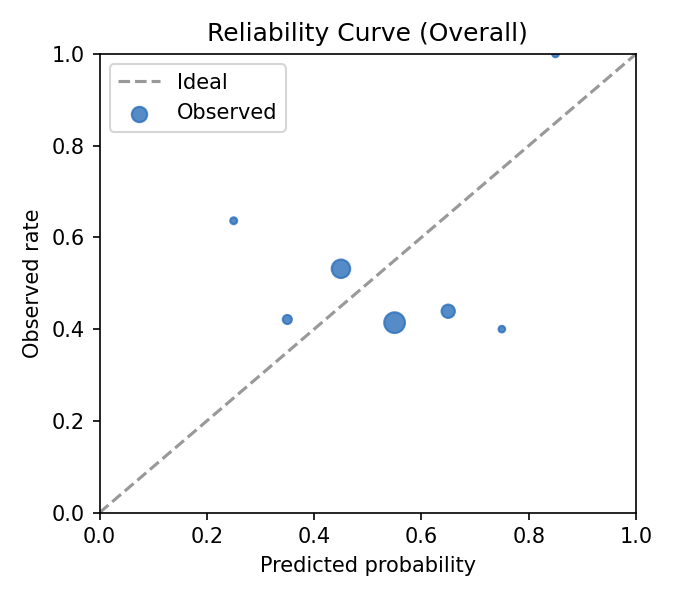 Reliability Curve (Overall)
Ideal
Observed
1.0
0.8
0.6
0.4
0.2
0.0
Observed rate
0.0 0.2 0.4 0.6 0.8 1.0
Predicted probability